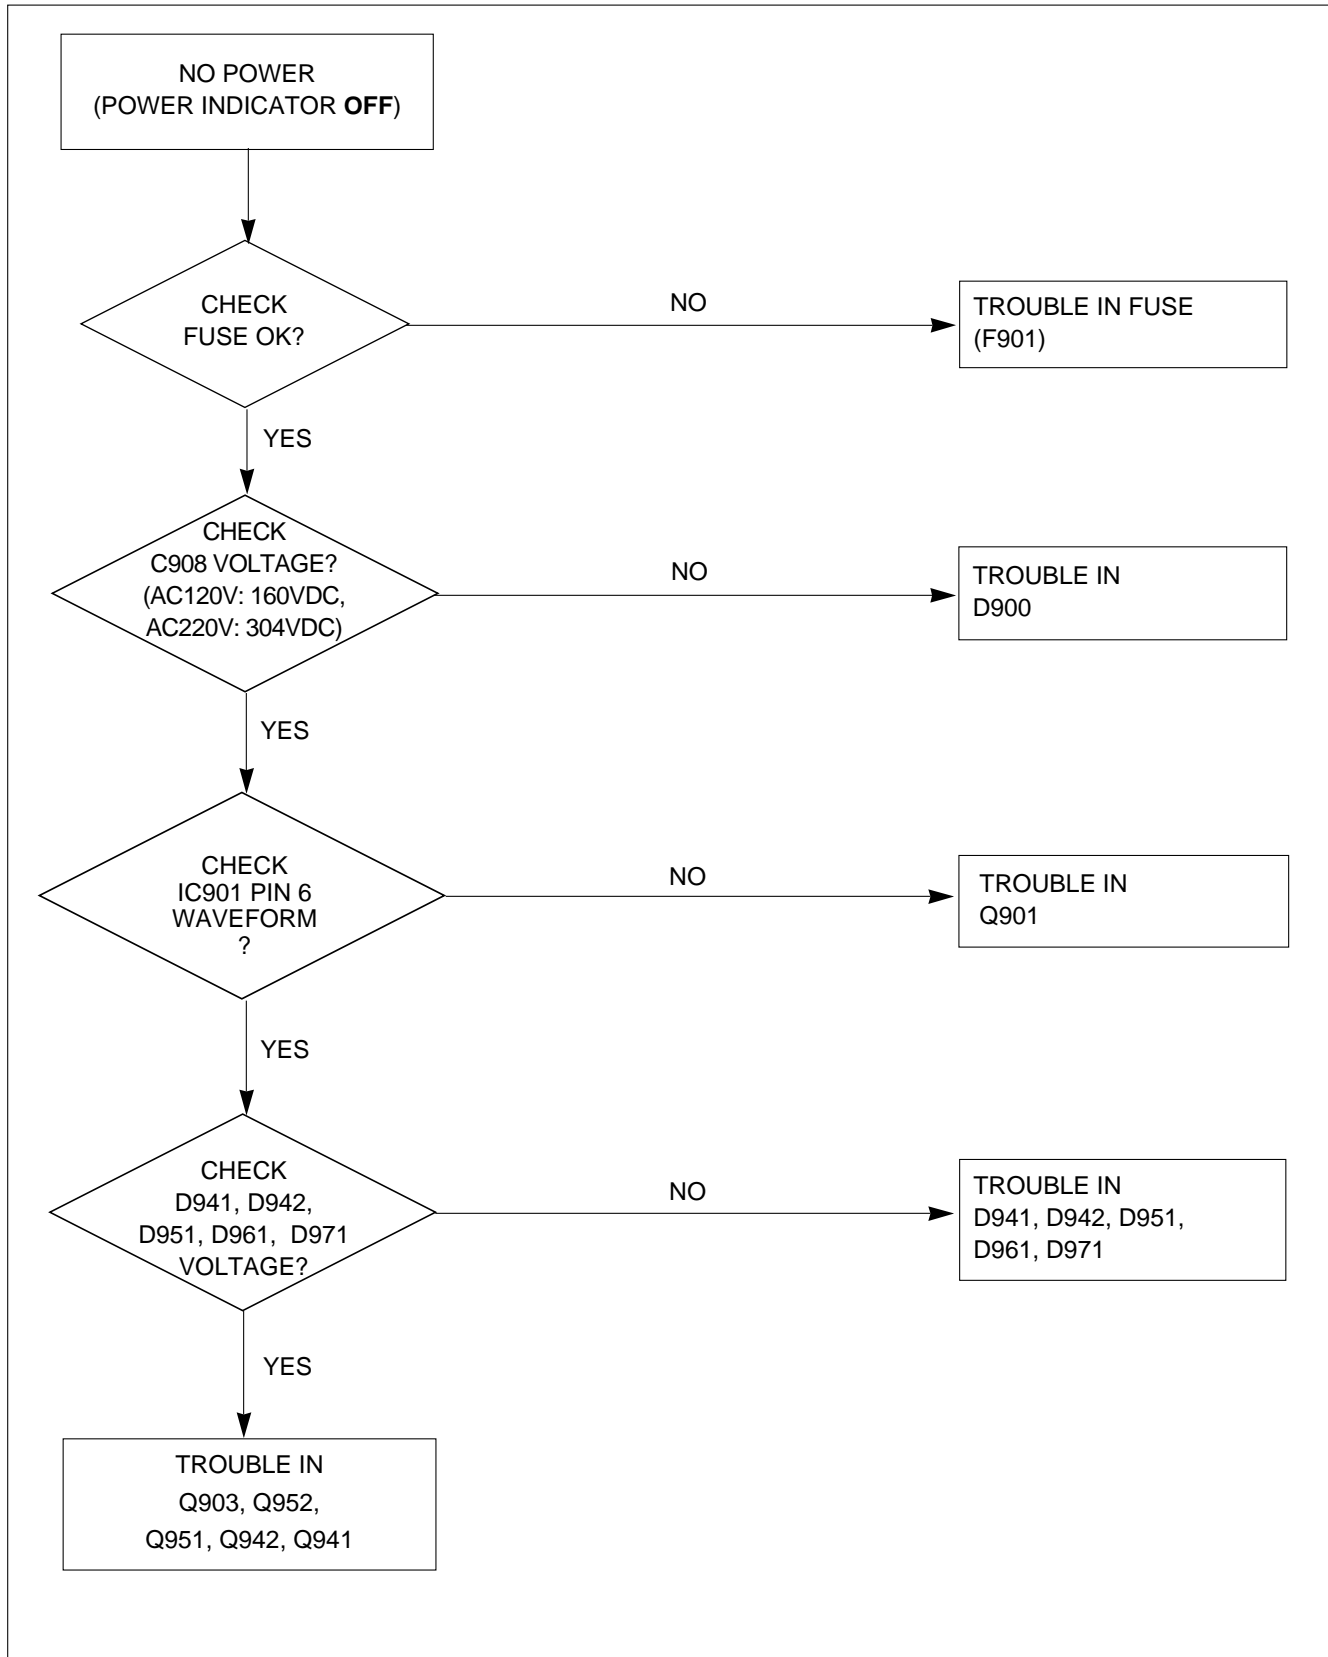 NO POWER
(POWER INDICATOR OFF)
CHECK
FUSE OK?
NO
TROUBLE IN FUSE
(F901)
YES
CHECK
C908 VOLTAGE?
(AC120V: 160VDC,
AC220V: 304VDC)
NO
TROUBLE IN
D900
YES
CHECK
IC901 PIN 6
WAVEFORM
?
NO
TROUBLE IN
Q901
YES
CHECK
D941, D942,
D951, D961, D971
VOLTAGE?
NO
TROUBLE IN
D941, D942, D951,
D961, D971
YES
TROUBLE IN
Q903, Q952,
Q951, Q942, Q941